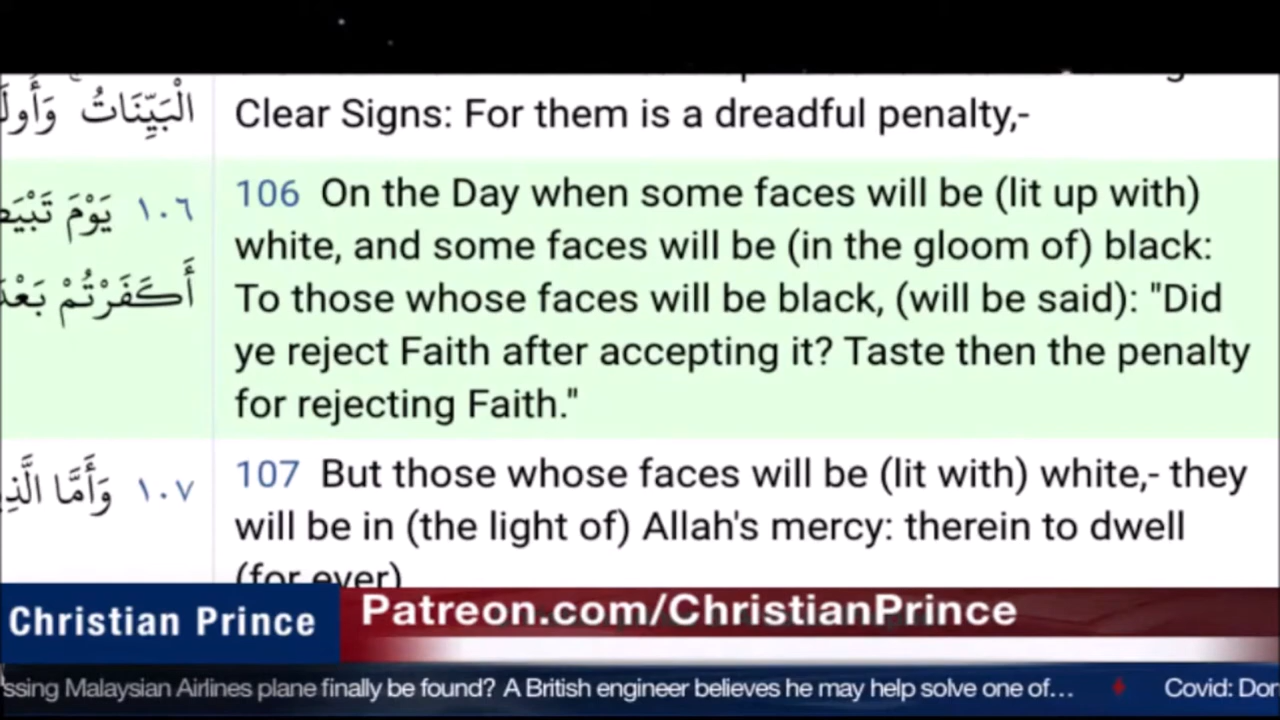 الْبَيِّنَاتُ ۚ
Clear Signs: For them is a dreadful penalty,-
١٠٦ يَوْمَ
106 On the Day when some faces will be (lit up with)
white, and some faces will be (in the gloom of) black:
أَكَفَرْتُمْ
To those whose faces will be black, (will be said): "Did
ye reject Faith after accepting it? Taste then the penalty
for rejecting Faith."
١٠٧ وَأَمَّا
107 But those whose faces will be (lit with) white,- they
will be in (the light of) Allah's mercy: therein to dwell
(for ever)
Christian Prince
Patreon.com/ChristianPrince
Malaysian Airlines plane finally be found? A British engineer believes he may help solve one of... Covid: